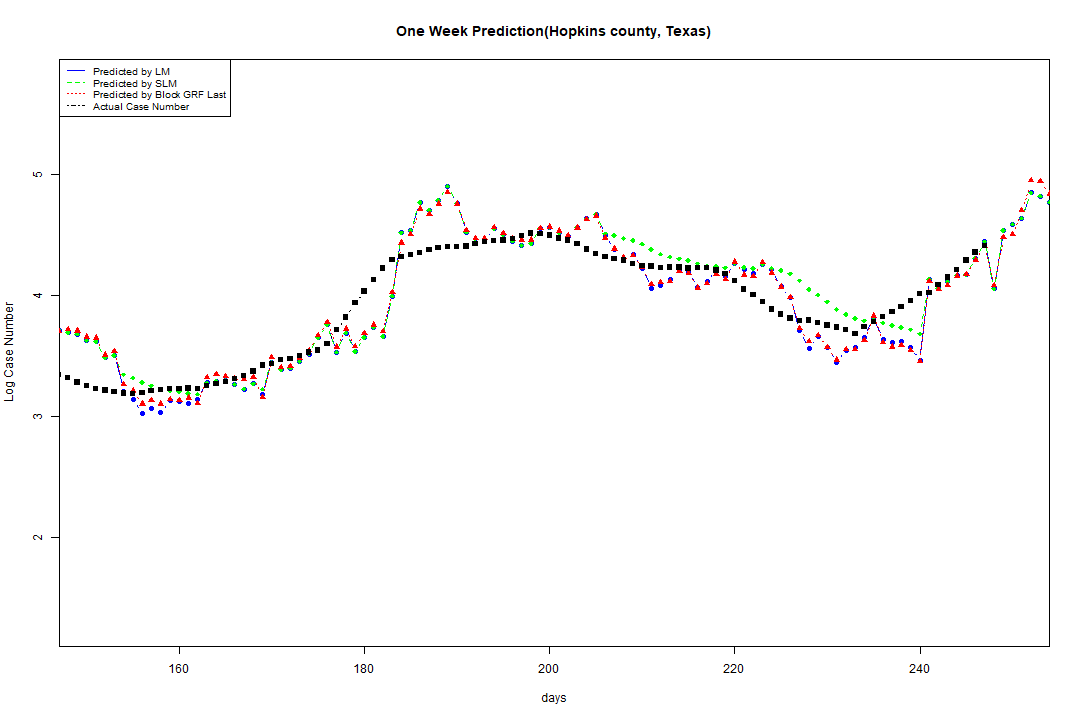 One Week Prediction(Hopkins county, Texas)
Predicted by LM
Predicted by SLM
Predicted by Block GRF Last
Actual Case Number
5
4
3
2
Log Case Number
160 180 200 220 240
days